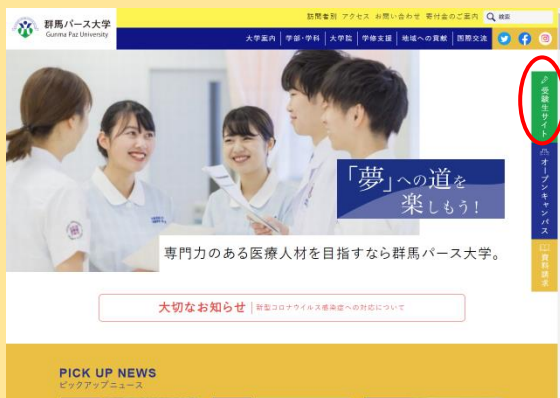 群馬パース大学
Gunma Paz University
訪問者別 アクセス お問い合わせ 寄付金のご案内 検索
大学案内 学部・学科 大学院 学修支援 地域への貢献 国際交流
受験生サイト
オープンキャンパス
資料請求
「夢」への道を
楽しもう!
専門力のある医療人材を目指すなら群馬パース大学。
大切なお知らせ 新型コロナウイルス感染症への対応について
PICK UP NEWS
ピックアップニュース